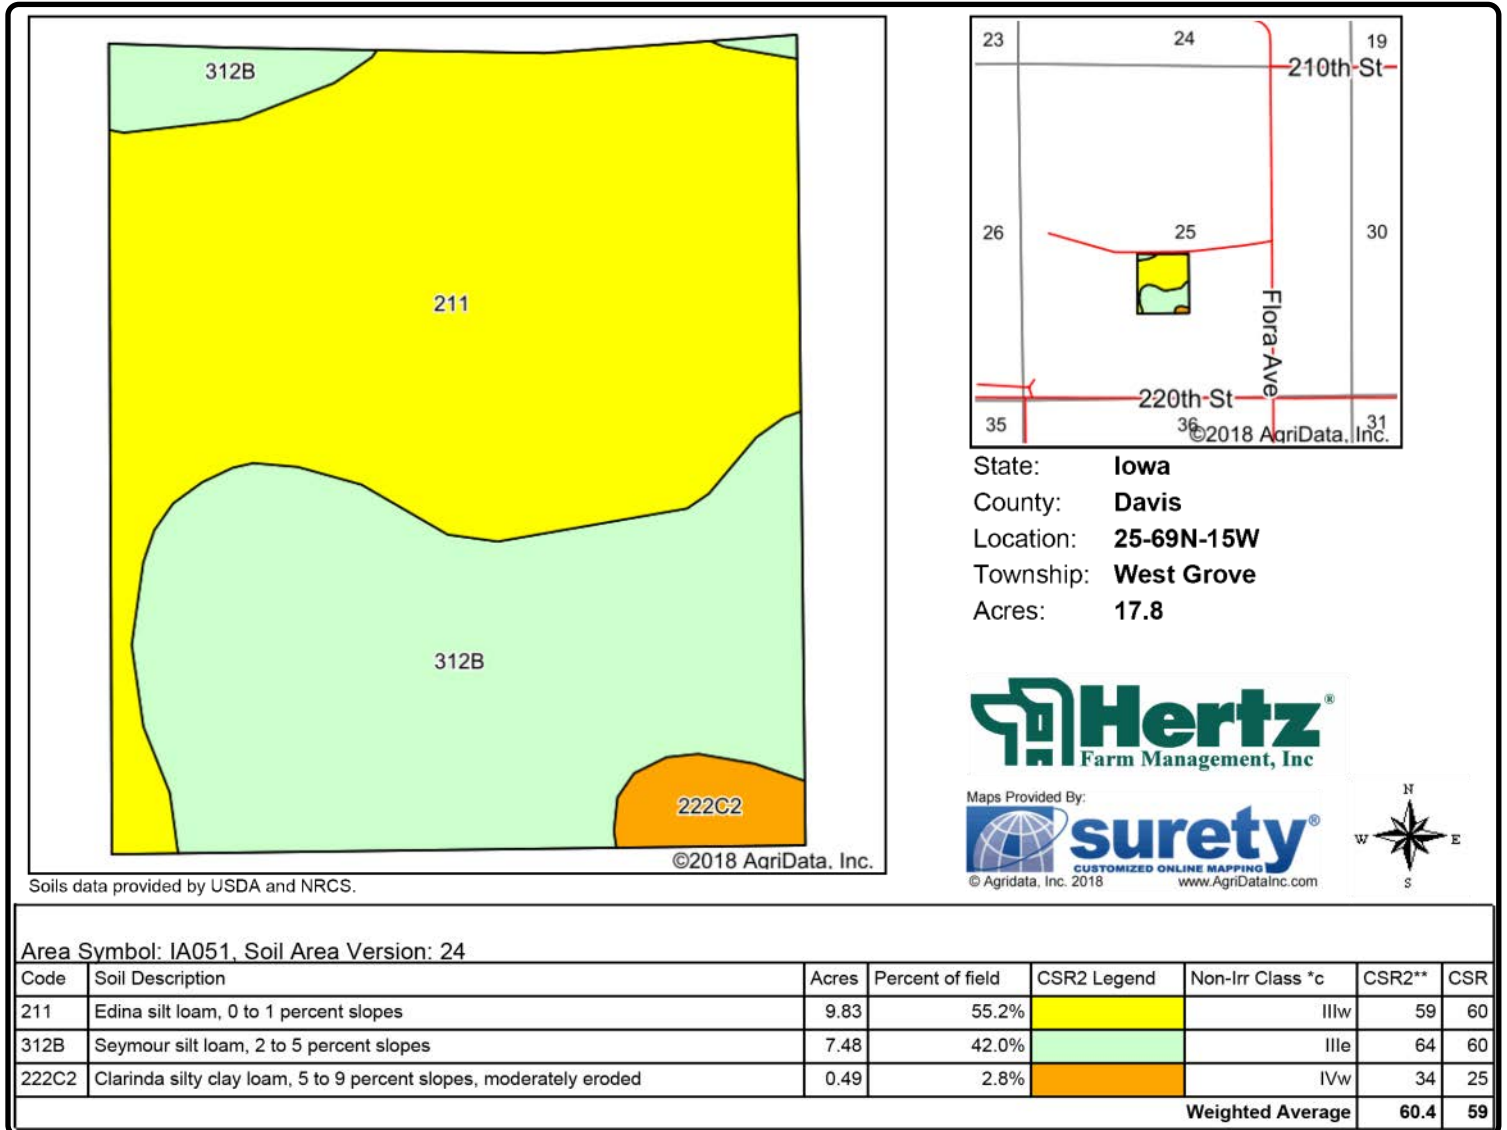 312B
211
312B
222C2
©2018 AgriData, Inc.
Soils data provided by USDA and NRCS.
23
24
19
210th St
26
25
30
Flora Ave
220th St
35
36
31
©2018 AgriData, Inc.
State: Iowa
County: Davis
Location: 25-69N-15W
Township: West Grove
Acres: 17.8
Hertz®
Farm Management, Inc
Maps Provided By:
surety®
CUSTOMIZED ONLINE MAPPING
© Agridata, Inc. 2018 www.AgriDataInc.com
N
W E
S
Area Symbol: IA051, Soil Area Version: 24
Code Soil Description Acres Percent of field CSR2 Legend Non-Irr Class *c CSR2** CSR
211 Edina silt loam, 0 to 1 percent slopes 9.83 55.2% IIIw 59 60
312B Seymour silt loam, 2 to 5 percent slopes 7.48 42.0% IIIe 64 60
222C2 Clarinda silty clay loam, 5 to 9 percent slopes, moderately eroded 0.49 2.8% IVw 34 25
Weighted Average 60.4 59